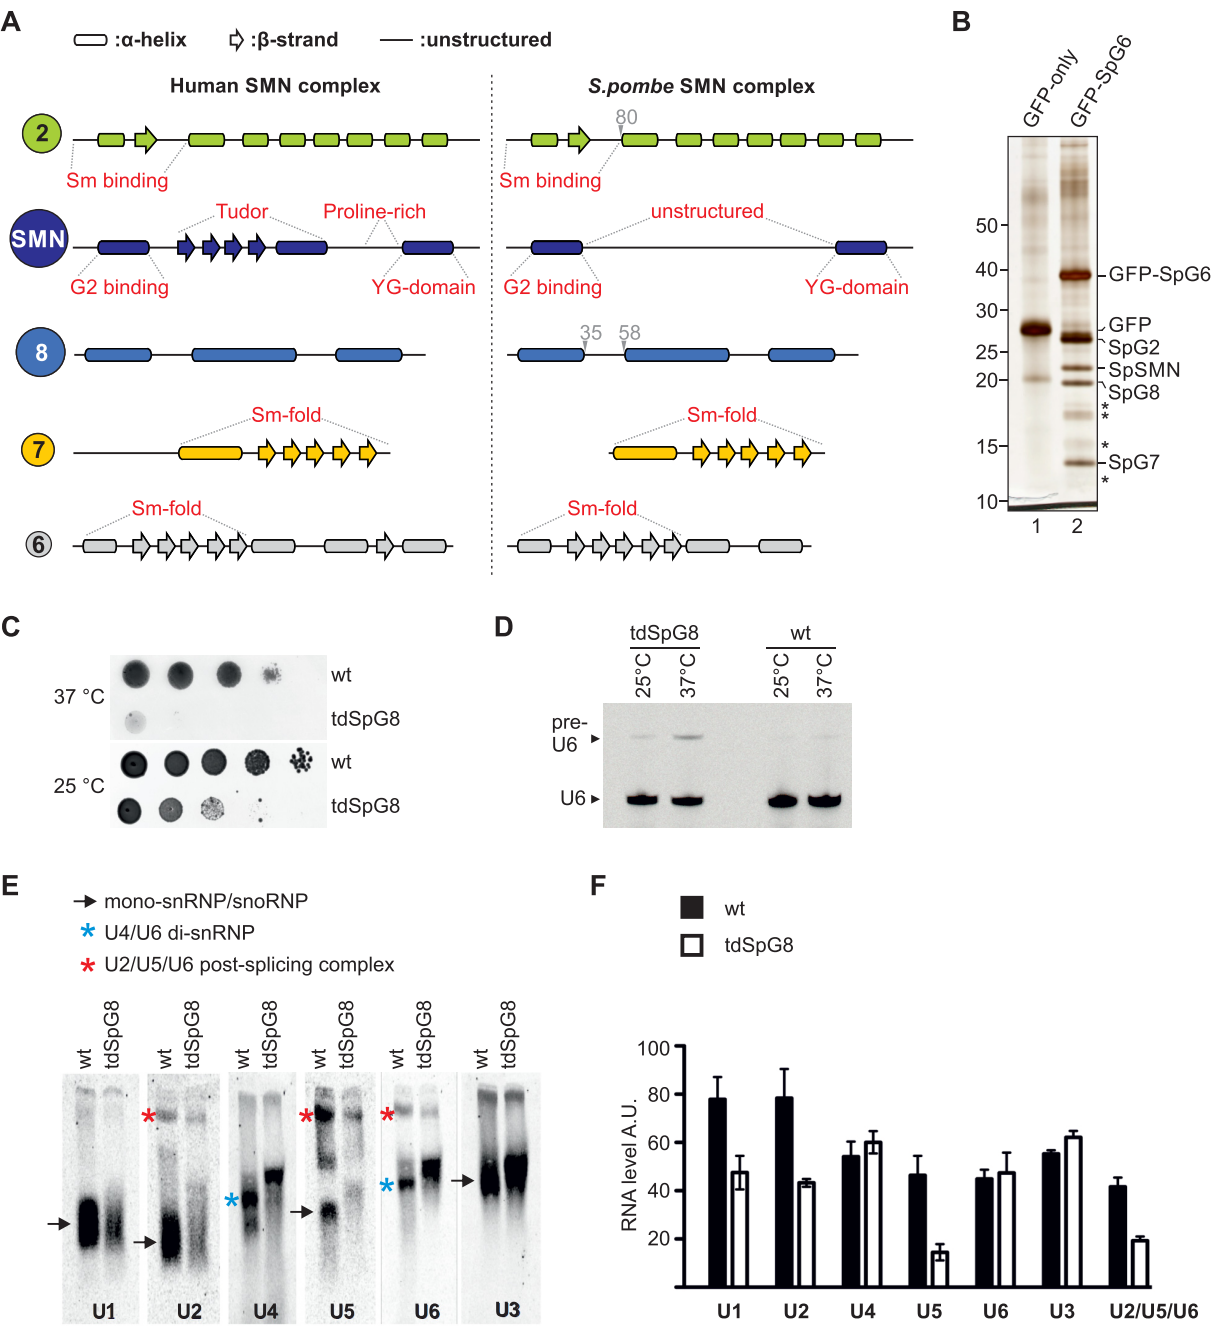 A
:α-helix :β-strand :unstructured
Human SMN complex
S.pombe SMN complex
2
80
Sm binding
Sm binding
SMN
Tudor
Proline-rich
unstructured
G2 binding
YG-domain
G2 binding
YG-domain
8
35
58
7
Sm-fold
Sm-fold
6
Sm-fold
Sm-fold
B
GFP-only
GFP-SpG6
50
40
30
25
20
15
10
GFP-SpG6
GFP
SpG2
SpSMN
SpG8
*
*
*
SpG7
*
1 2
C
37 °C
wt
tdSpG8
25 °C
wt
tdSpG8
D
tdSpG8
wt
25°C
37°C
25°C
37°C
pre-
U6
U6
E
mono-snRNP/snoRNP
* U4/U6 di-snRNP
* U2/U5/U6 post-splicing complex
wt tdSpG8
wt tdSpG8
wt tdSpG8
wt tdSpG8
wt tdSpG8
wt tdSpG8
*
*
*
*
*
U1 U2 U4 U5 U6 U3
F
wt
tdSpG8
RNA level A.U.
100
80
60
40
20
U1 U2 U4 U5 U6 U3 U2/U5/U6